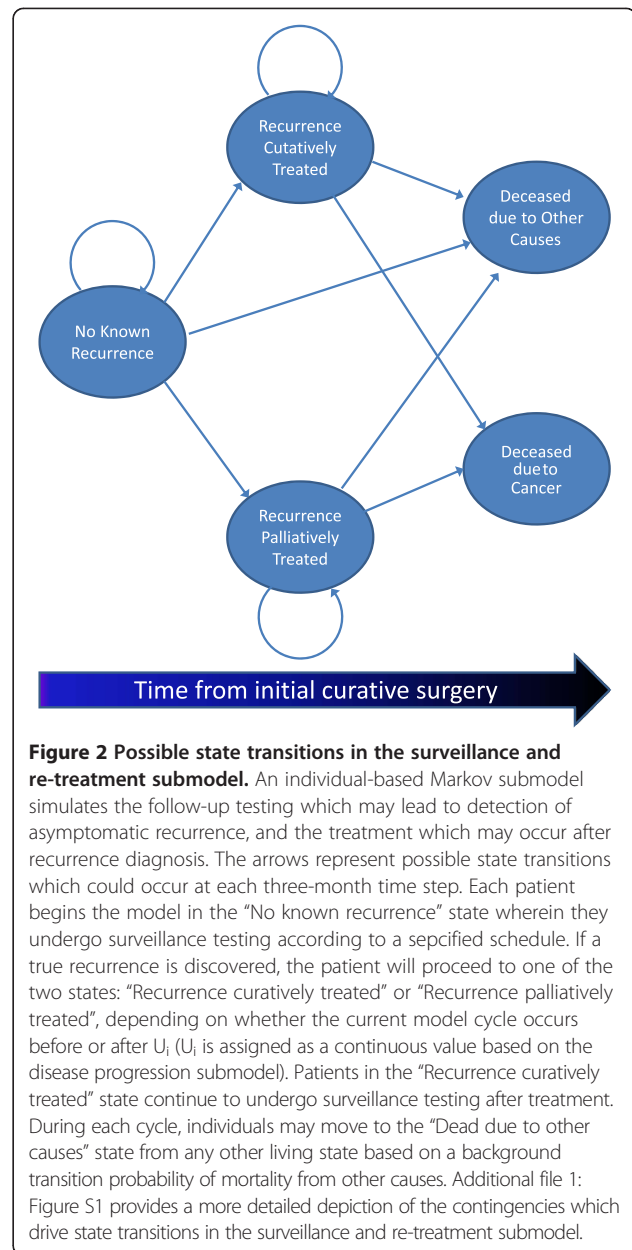 Recurrence
Cutatively
Treated
Deceased
due to Other
Causes
No Known
Recurrence
Deceased
due to
Cancer
Recurrence
Palliatively
Treated
Time from initial curative surgery
Figure 2 Possible state transitions in the surveillance and
re-treatment submodel. An individual-based Markov submodel
simulates the follow-up testing which may lead to detection of
asymptomatic recurrence, and the treatment which may occur after
recurrence diagnosis. The arrows represent possible state transitions
which could occur at each three-month time step. Each patient
begins the model in the “No known recurrence” state wherein they
undergo surveillance testing according to a sepcified schedule. If a
true recurrence is discovered, the patient will proceed to one of the
two states: “Recurrence curatively treated” or “Recurrence palliatively
treated”, depending on whether the current model cycle occurs
before or after Ui (Ui is assigned as a continuous value based on the
disease progression submodel). Patients in the “Recurrence curatively
treated” state continue to undergo surveillance testing after treatment.
During each cycle, individuals may move to the “Dead due to other
causes” state from any other living state based on a background
transition probability of mortality from other causes. Additional file 1:
Figure S1 provides a more detailed depiction of the contingencies which
drive state transitions in the surveillance and re-treatment submodel.